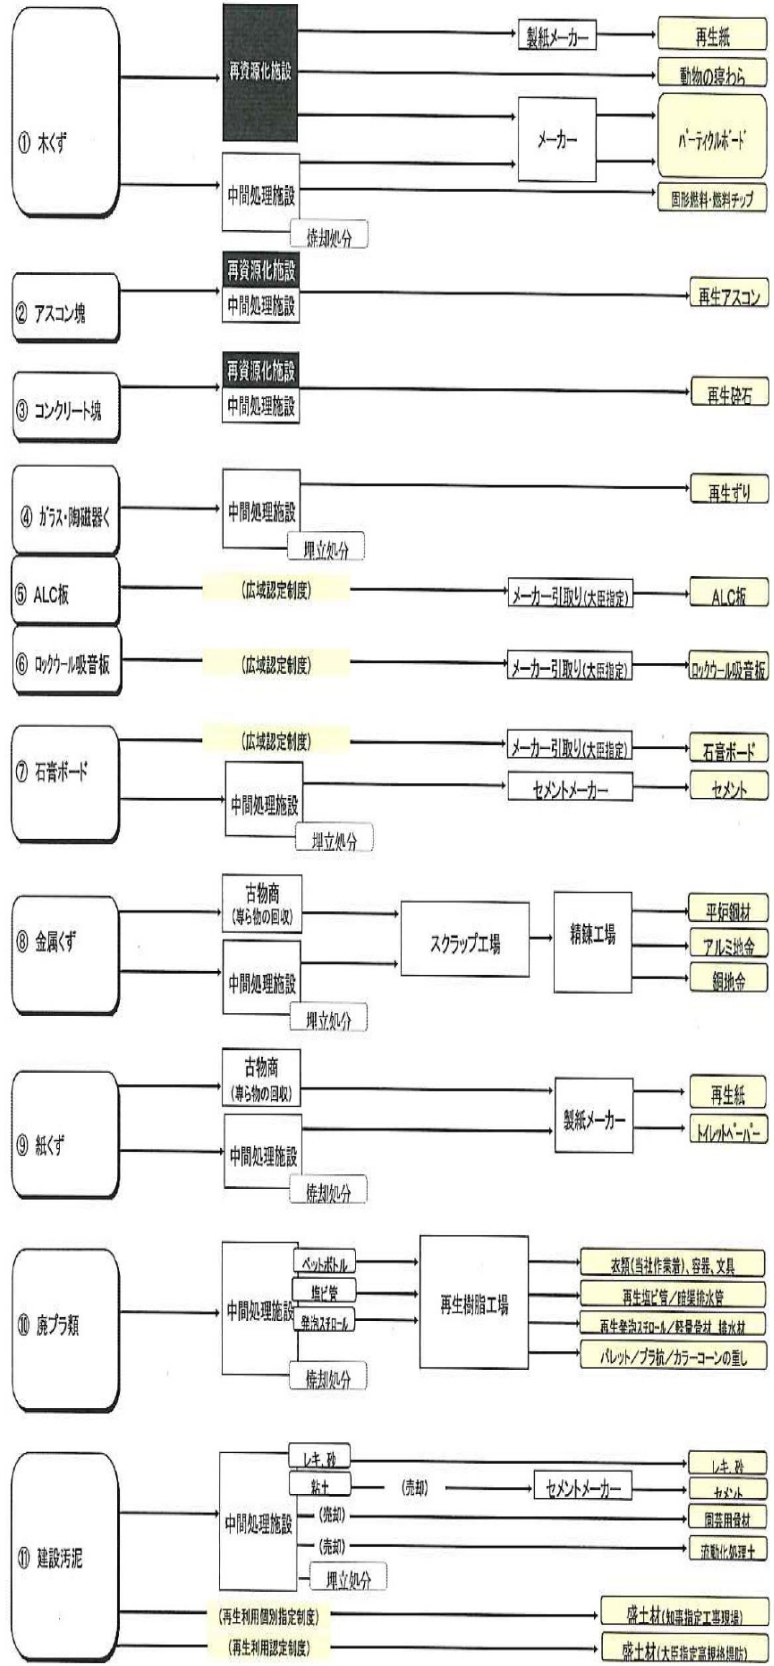 ① 木くず
再資源化施設
製紙メーカー
再生紙
動物の寝わら
メーカー
パーティクルボード
中間処理施設
焼却処分
固形燃料・燃料チップ
② アスコン塊
再資源化施設
中間処理施設
再生アスコン
③ コンクリート塊
再資源化施設
中間処理施設
再生砕石
④ ガラス・陶磁器く
中間処理施設
埋立処分
再生ずり
⑤ ALC板
(広域認定制度)
メーカー引取り(大臣指定)
ALC板
⑥ ロックウール吸音板
(広域認定制度)
メーカー引取り(大臣指定)
ロックウール吸音板
⑦ 石膏ボード
(広域認定制度)
メーカー引取り(大臣指定)
石膏ボード
中間処理施設
埋立処分
セメントメーカー
セメント
⑧ 金属くず
古物商
(専ら物の回収)
中間処理施設
埋立処分
スクラップ工場
精錬工場
平炉鋼材
アルミ地金
銅地金
⑨ 紙くず
古物商
(専ら物の回収)
中間処理施設
焼却処分
製紙メーカー
再生紙
トイレットペーパー
⑩ 廃プラ類
中間処理施設
ペットボトル
塩ビ管
発泡スチロール
焼却処分
再生樹脂工場
衣類(当社作業着)、容器、文具
再生塩ビ管/暗渠排水管
再生発泡スチロール/軽量骨材、排水材
パレット/プラ杭/カラーコーンの重し
⑪ 建設汚泥
中間処理施設
レキ、砂
レキ、砂
粘土
(売却)
セメントメーカー
セメント
(売却)
園芸用骨材
(売却)
流動化処理土
埋立処分
(再生利用個別指定制度)
盛土材(知事指定工事現場)
(再生利用認定制度)
盛土材(大臣指定高規格堤防)